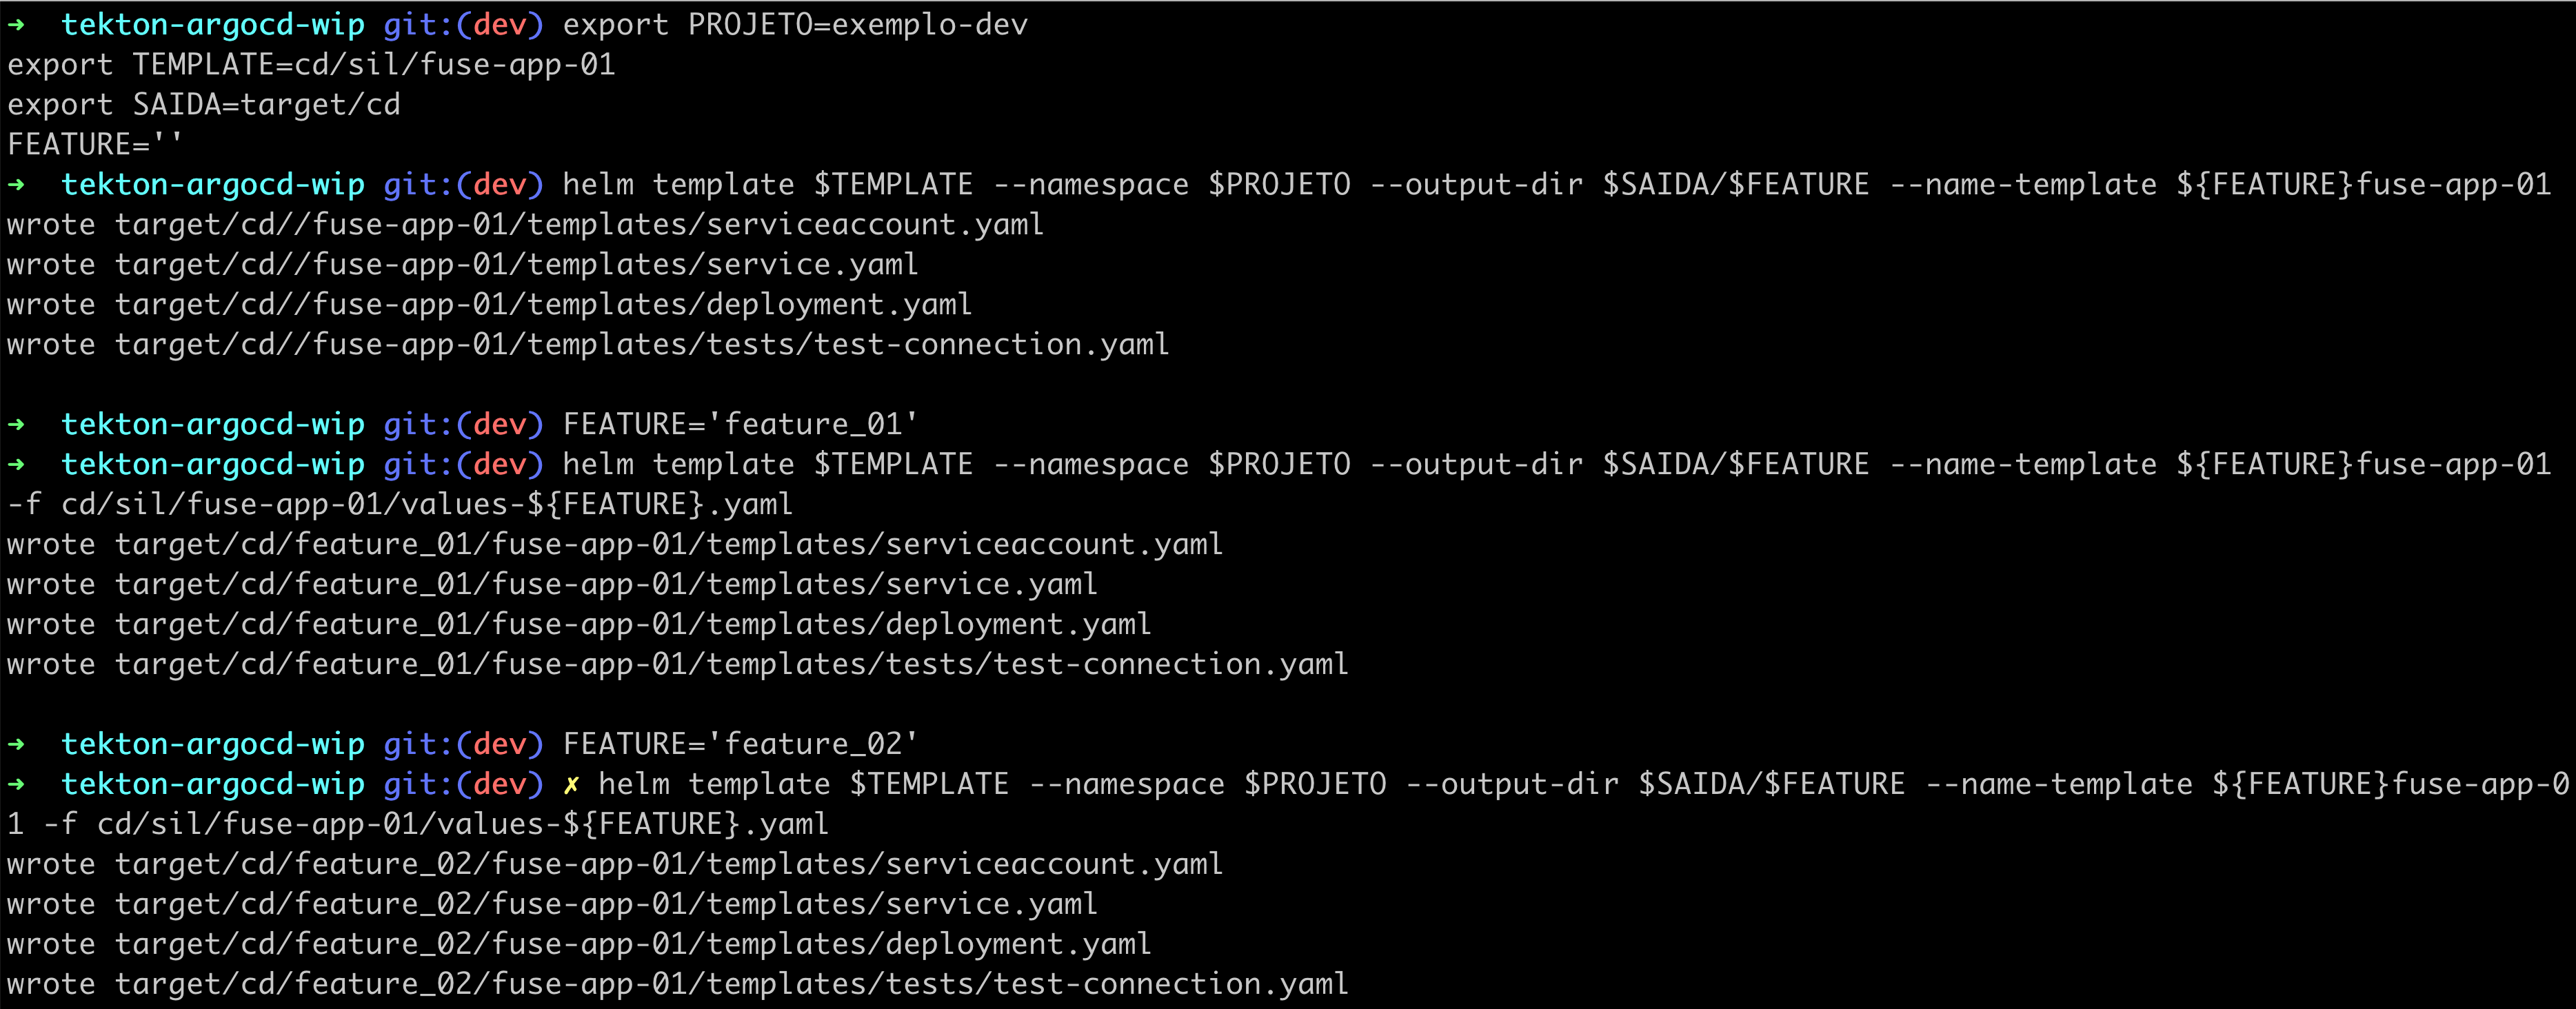 ➜  tekton-argocd-wip git:(dev) export PROJETO=exemplo-dev
export TEMPLATE=cd/sil/fuse-app-01
export SAIDA=target/cd
FEATURE=''
➜  tekton-argocd-wip git:(dev) helm template $TEMPLATE --namespace $PROJETO --output-dir $SAIDA/$FEATURE --name-template ${FEATURE}fuse-app-01
wrote target/cd//fuse-app-01/templates/serviceaccount.yaml
wrote target/cd//fuse-app-01/templates/service.yaml
wrote target/cd//fuse-app-01/templates/deployment.yaml
wrote target/cd//fuse-app-01/templates/tests/test-connection.yaml
➜  tekton-argocd-wip git:(dev) FEATURE='feature_01'
➜  tekton-argocd-wip git:(dev) helm template $TEMPLATE --namespace $PROJETO --output-dir $SAIDA/$FEATURE --name-template ${FEATURE}fuse-app-01
-f cd/sil/fuse-app-01/values-${FEATURE}.yaml
wrote target/cd/feature_01/fuse-app-01/templates/serviceaccount.yaml
wrote target/cd/feature_01/fuse-app-01/templates/service.yaml
wrote target/cd/feature_01/fuse-app-01/templates/deployment.yaml
wrote target/cd/feature_01/fuse-app-01/templates/tests/test-connection.yaml
➜  tekton-argocd-wip git:(dev) FEATURE='feature_02'
➜  tekton-argocd-wip git:(dev) ✗ helm template $TEMPLATE --namespace $PROJETO --output-dir $SAIDA/$FEATURE --name-template ${FEATURE}fuse-app-0
1 -f cd/sil/fuse-app-01/values-${FEATURE}.yaml
wrote target/cd/feature_02/fuse-app-01/templates/serviceaccount.yaml
wrote target/cd/feature_02/fuse-app-01/templates/service.yaml
wrote target/cd/feature_02/fuse-app-01/templates/deployment.yaml
wrote target/cd/feature_02/fuse-app-01/templates/tests/test-connection.yaml